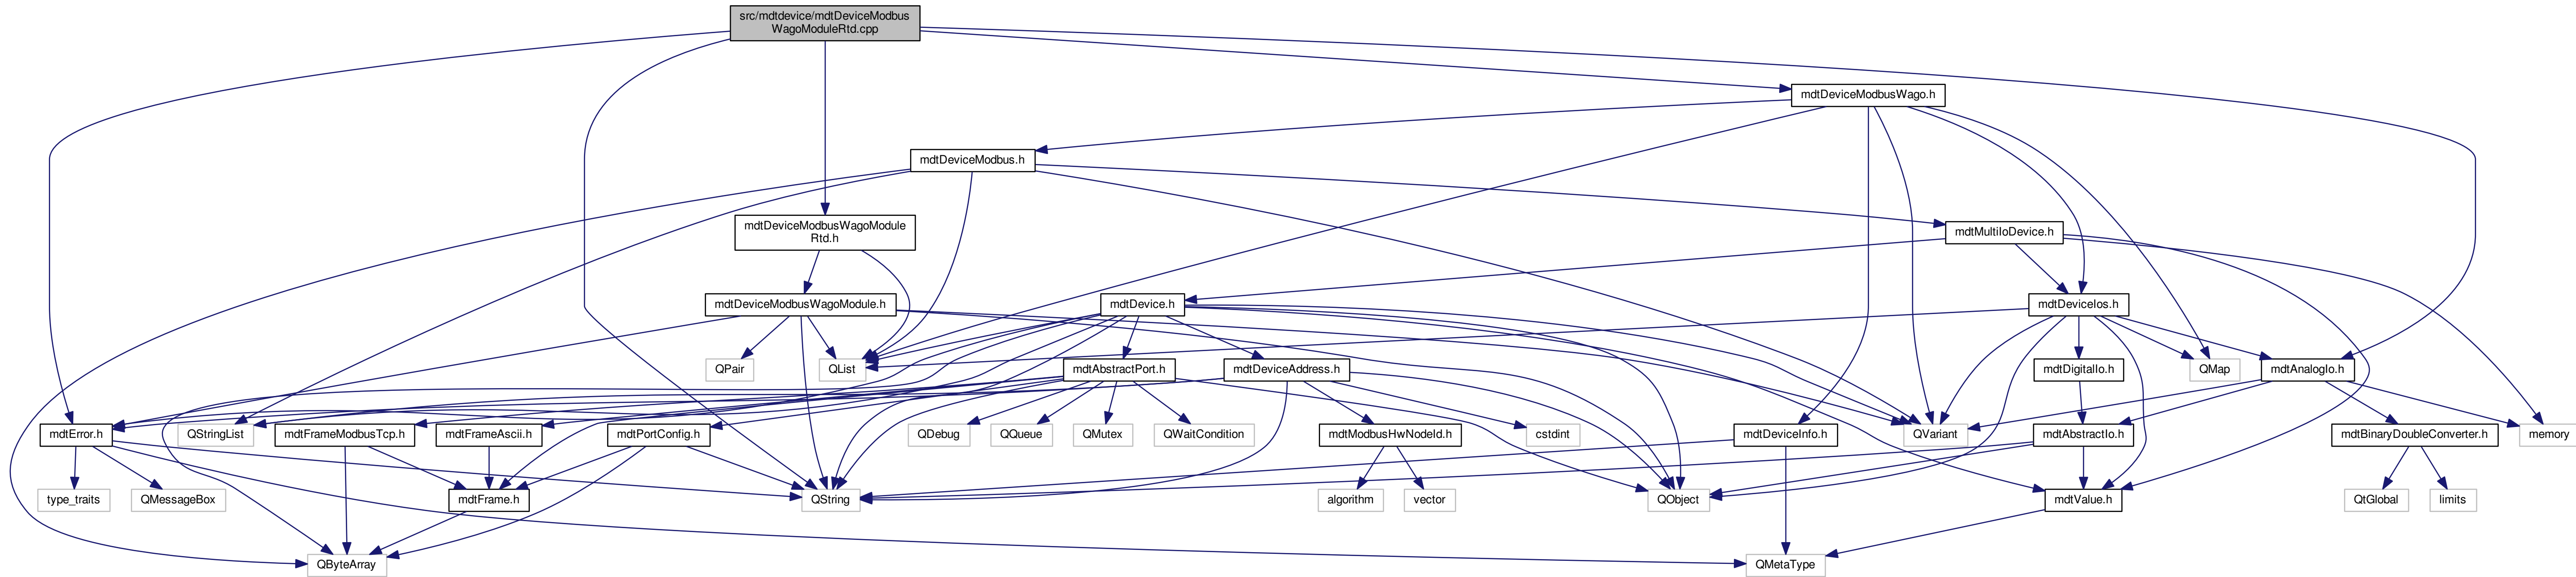 src/mdtdevice/mdtDeviceModbus
WagoModuleRtd.cpp
mdtDeviceModbusWago.h
mdtDeviceModbus.h
mdtDeviceModbusWagoModule
Rtd.h
mdtMultiIoDevice.h
mdtDeviceModbusWagoModule.h
mdtDevice.h
mdtDeviceIos.h
QPair
QList
mdtAbstractPort.h
mdtDeviceAddress.h
mdtDigitalIo.h
QMap
mdtAnalogIo.h
mdtError.h
QStringList
mdtFrameModbusTcp.h
mdtFrameAscii.h
mdtPortConfig.h
QDebug
QQueue
QMutex
QWaitCondition
mdtModbusHwNodeId.h
cstdint
mdtDeviceInfo.h
QVariant
mdtAbstractIo.h
mdtBinaryDoubleConverter.h
memory
type_traits
QMessageBox
mdtFrame.h
QString
algorithm
vector
QObject
mdtValue.h
QtGlobal
limits
QByteArray
QMetaType